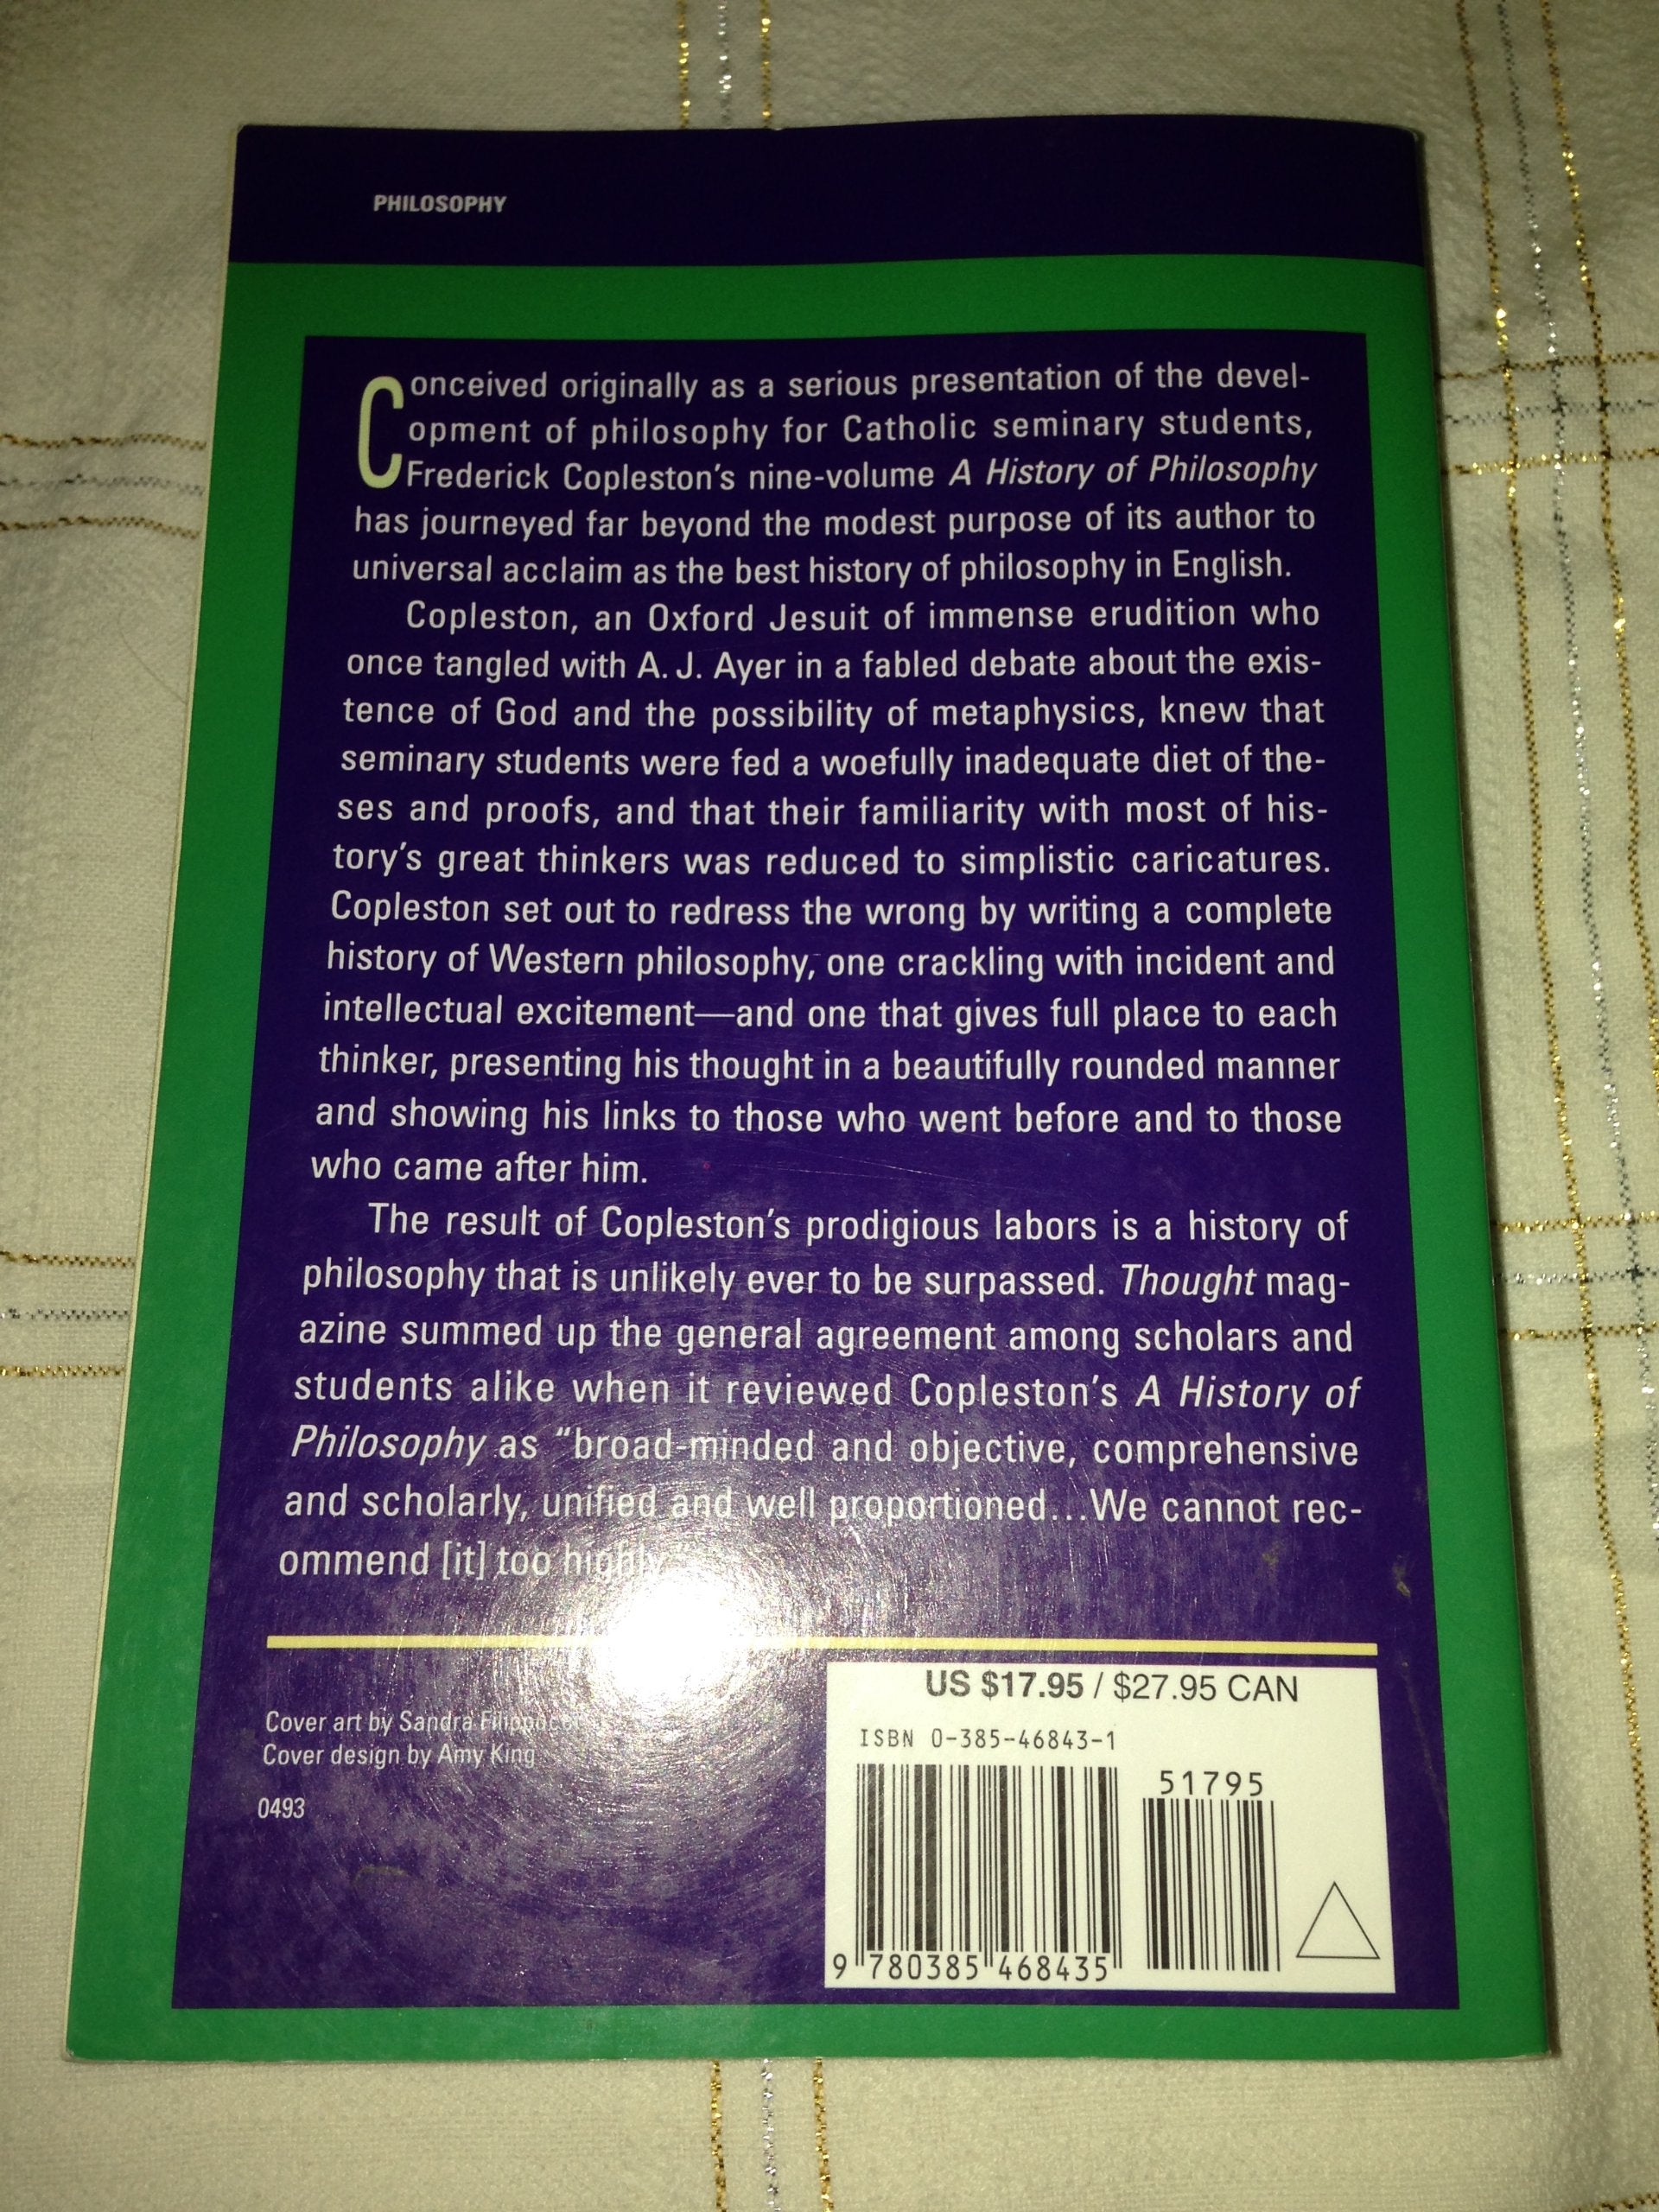 PHILOSOPHY
Conceived originally as a serious presentation of the devel-
opment of philosophy for Catholic seminary students,
Frederick Copleston's nine-volume A History of Philosophy
has journeyed far beyond the modest purpose of its author to
universal acclaim as the best history of philosophy in English.
Copleston, an Oxford Jesuit of immense erudition who
once tangled with A. J. Ayer in a fabled debate about the exis-
tence of God and the possibility of metaphysics, knew that
seminary students were fed a woefully inadequate diet of the-
ses and proofs, and that their familiarity with most of his-
tory's great thinkers was reduced to simplistic caricatures.
Copleston set out to redress the wrong by writing a complete
history of Western philosophy, one crackling with incident and
intellectual excitement—and one that gives full place to each
thinker, presenting his thought in a beautifully rounded manner
and showing his links to those who went before and to those
who came after him.
The result of Copleston's prodigious labors is a history of
philosophy that is unlikely ever to be surpassed. Thought mag-
azine summed up the general agreement among scholars and
students alike when it reviewed Copleston's A History of
Philosophy as "broad-minded and objective, comprehensive
and scholarly, unified and well proportioned...We cannot rec-
ommend [it] too highly
US $17.95 / $27.95 CAN
ISBN 0-385-46843-1
51795
9 780385 468435
Cover art by Sandra
Cover design by Amy King
0493